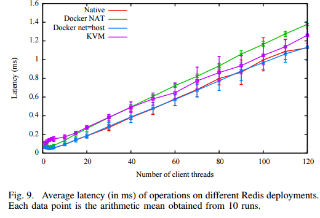 1.6
1.4
1.2
1
0.8
0.6
0.4
0.2
0
Latency (ms)
Native
Docker NAT
Docker net=host
KVM
0 20 40 60 80 100 120
Number of client threads
Fig. 9. Average latency (in ms) of operations on different Redis deployments.
Each data point is the arithmetic mean obtained from 10 runs.